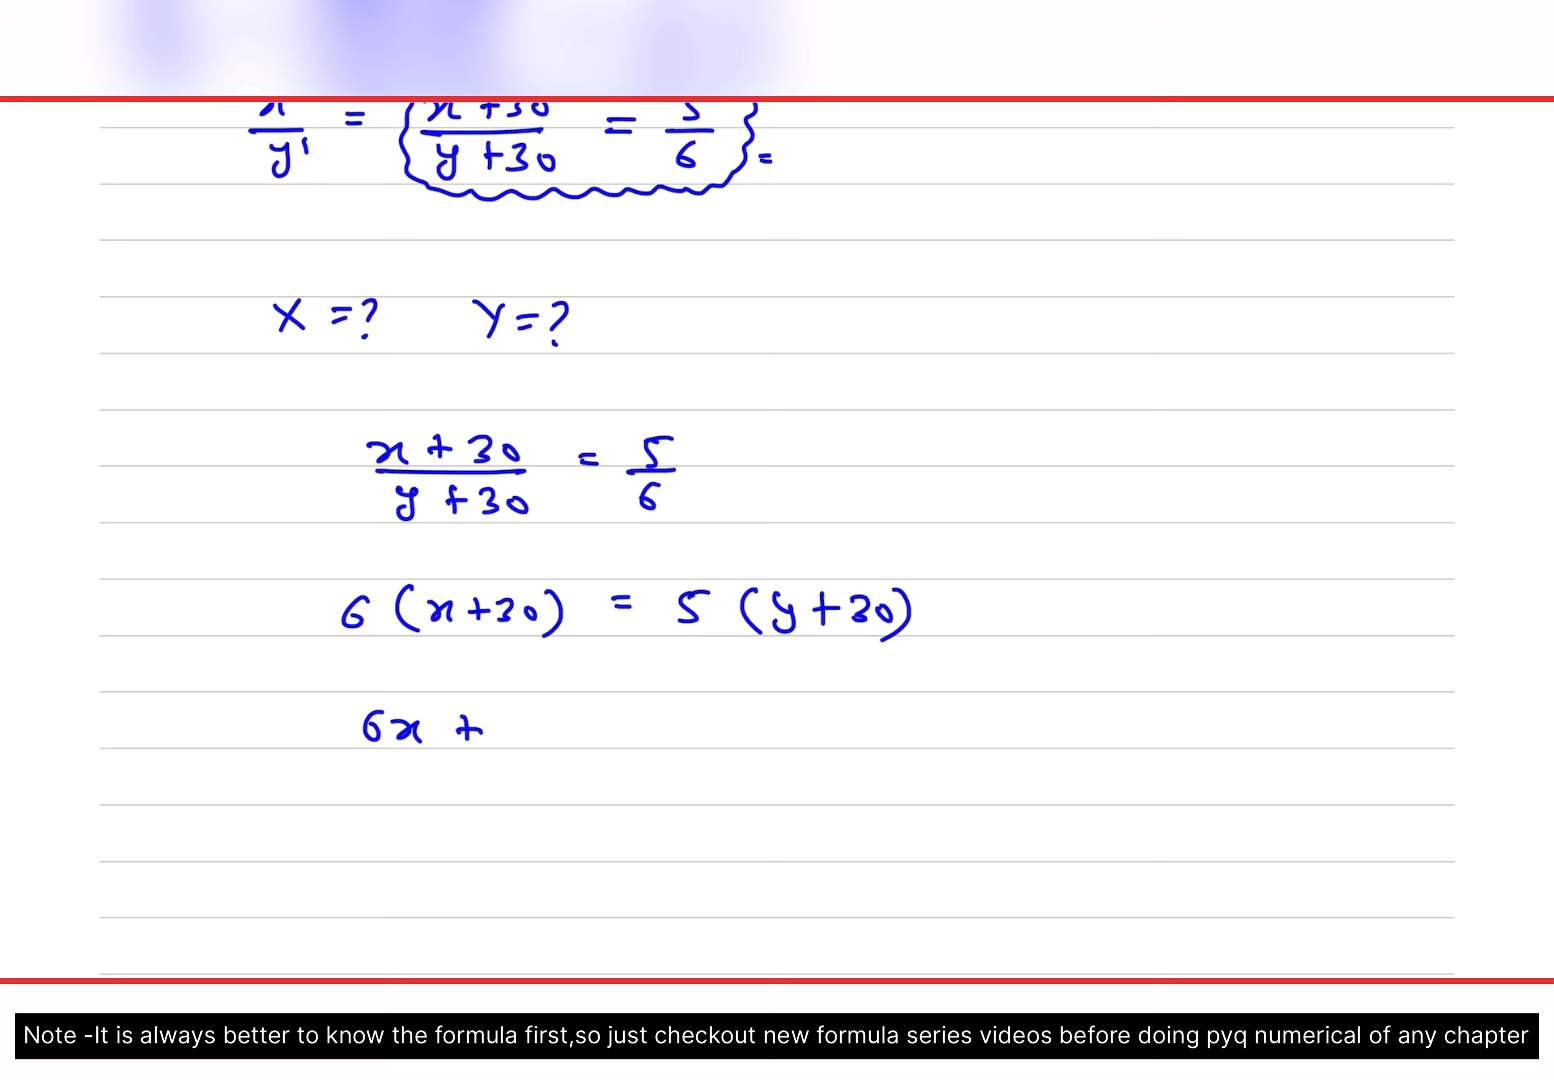 x/y' = { x+30/y+30 = 5/6 } =
X =? Y=?
x + 30/y + 30 = 5/6
6 (x+30) = 5 (y+30)
6x +
Note -It is always better to know the formula first,so just checkout new formula series videos before doing pyq numerical of any chapter